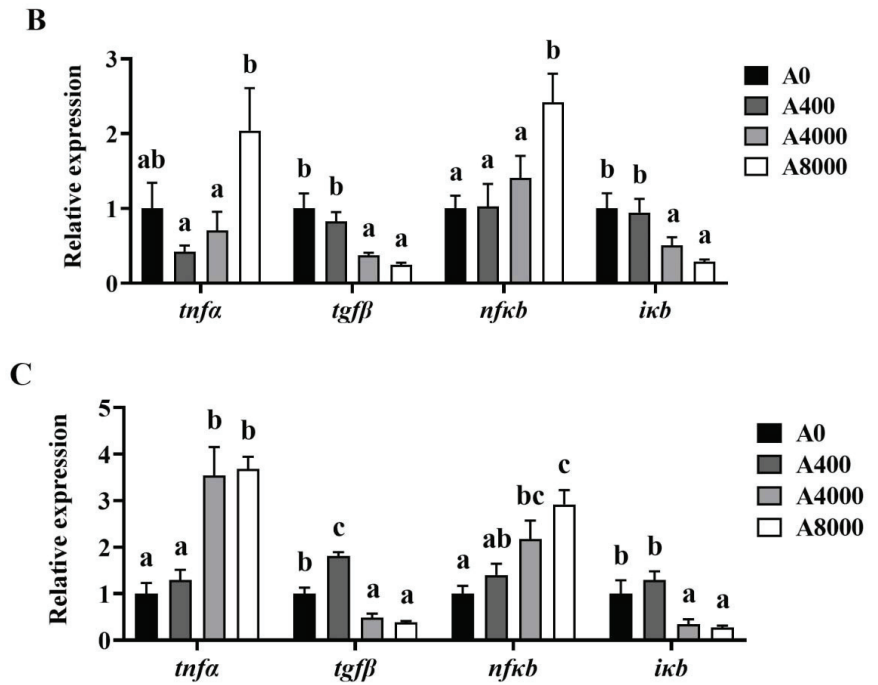 B
Relative expression
3
2
1
0
ab
a
a
b
b
b
a
a
a
a
a
b
b
b
a
a
tnfα
tgfβ
nfκb
iκb
A0
A400
A4000
A8000
C
Relative expression
5
4
3
2
1
0
a
a
b
b
b
c
a
a
a
ab
bc
c
b
b
a
a
tnfα
tgfβ
nfκb
iκb
A0
A400
A4000
A8000